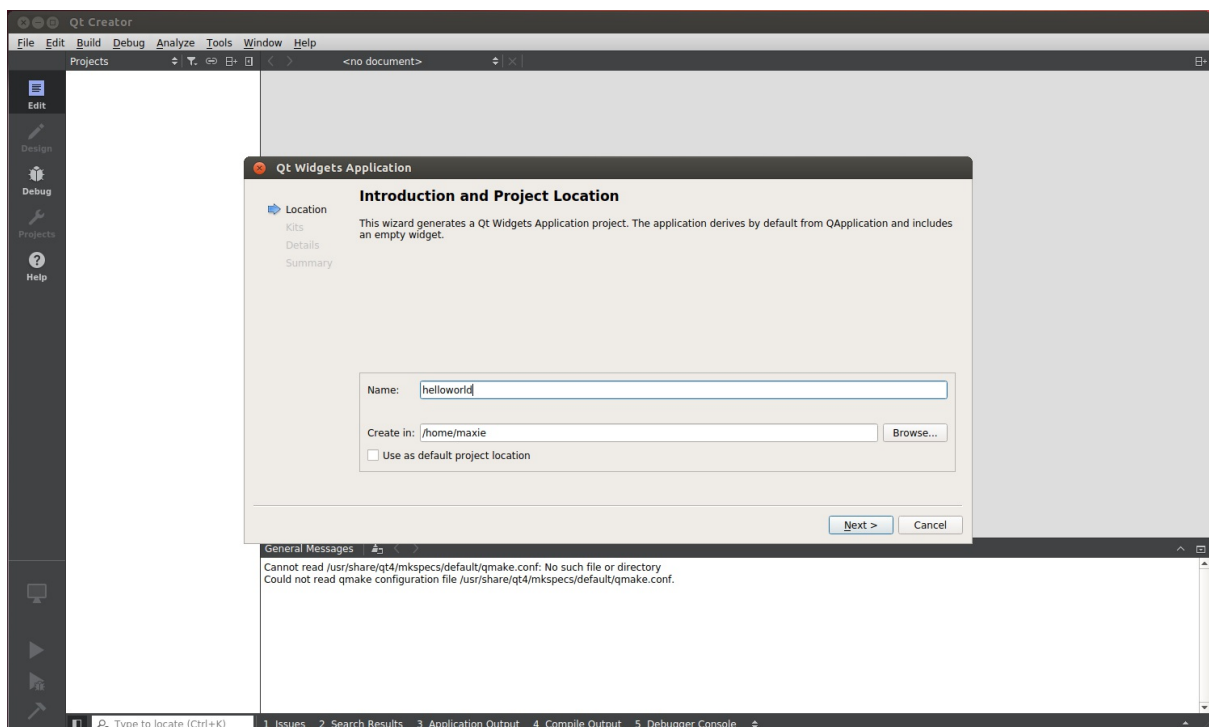 Qt Creator
File Edit Build Debug Analyze Tools Window Help
Projects <no document>
Edit
Design
Debug
Projects
Help
Qt Widgets Application
Introduction and Project Location
Location
Kits
Details
Summary
This wizard generates a Qt Widgets Application project. The application derives by default from QApplication and includes
an empty widget.
Name: helloworld
Create in: /home/maxie Browse...
Use as default project location
Next > Cancel
General Messages
Cannot read /usr/share/qt4/mkspecs/default/qmake.conf: No such file or directory
Could not read qmake configuration file /usr/share/qt4/mkspecs/default/qmake.conf.
Type to locate (Ctrl+K) 1 Issues 2 Search Results 3 Application Output 4 Compile Output 5 Debugger Console